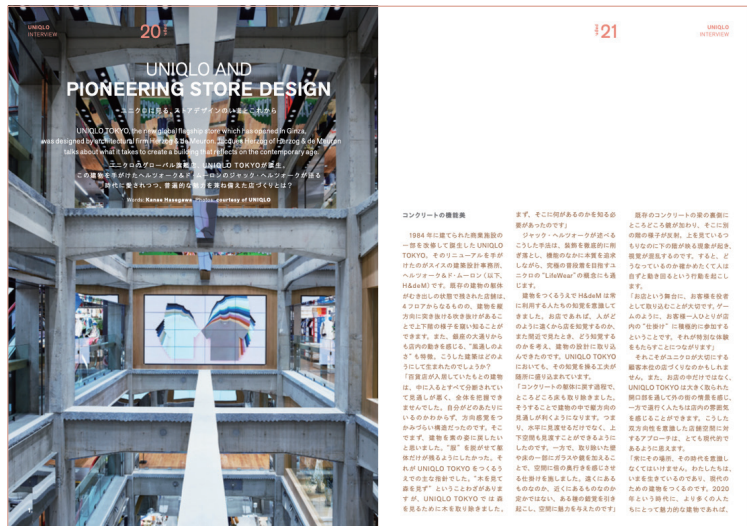 UNIQLO
INTERVIEW
20
UNIQLO AND
PIONEERING STORE DESIGN
ユニクロに見る、ストアデザインのいまとこれから
UNIQLO TOKYO, the new global flagship store which has opened in Ginza,
was designed by architectural firm Herzog & de Meuron. Jacques Herzog of Herzog & de Meuron
talks about what it takes to create a building that reflects on the contemporary age.
ユニクロのグローバル旗艦店、UNIQLO TOKYOが誕生。
この建物を手がけたヘルツォーク&ド・ムーロンのジャック・ヘルツォークが語る
時代に愛されつつ、普遍的な魅力を兼ね備えた店づくりとは?
Words: Kanae Hasegawa Photos: courtesy of UNIQLO
21
UNIQLO
INTERVIEW
コンクリートの機能美
1984年に建てられた商業施設の
一部を改修して誕生したUNIQLO
TOKYO。そのリニューアルを手が
けたのがスイスの建築設計事務所、
ヘルツォーク&ド・ムーロン(以下、
H&deM)です。既存の建物の躯体
がむき出しの状態で残された店舗は、
4フロアからなるものの、建物を縦
方向に突き抜ける吹き抜けがあるこ
とで上下階の様子を窺い知ることが
できます。また、銀座の大通りから
も店内の動きを感じる、“風通しのよ
さ”も特徴。こうした建築はどのよ
うにして生まれたのでしょうか?
「百貨店が入居していたもとの建物
は、中に入るとすべて分断されてい
て見通しが悪く、全体を把握でき
ませんでした。自分がどのあたりに
いるのかわからず、方向感覚をつ
かみづらい構造だったのです。そこ
でまず、建物を素の姿に戻したい
と思いました。“服”を脱がせて躯
体だけが残るようにしたかった。そ
れがUNIQLO TOKYOをつくるう
えでの主な指針でした。“木を見て
森を見ず”ということわざがありま
すが、UNIQLO TOKYOでは森
を見るために木を取り除きました。
まず、そこに何があるのかを知る必
要があったのです」
ジャック・ヘルツォークが述べる
こうした手法は、装飾を徹底的に削
ぎ落とし、機能のなかに本質を追求
しながら、究極の普段着を目指すユ
ニクロの“LifeWear”の概念にも通
じます。
建物をつくるうえでH&deMは常
に利用する人たちの知覚を意識して
きました。お店であれば、人がど
のように遠くから店を知覚するのか、
また間近で見たとき、どう知覚する
のかを考え、建物の設計に取り込
んできたのです。UNIQLO TOKYO
においても、その知覚を操る工夫が
随所に盛り込まれています。
「コンクリートの躯体に戻す過程で、
ところどころ床も取り除きました。
そうすることで建物の中で縦方向の
見通しが利くようになります。つま
り、水平に見渡せるだけでなく、上
下空間も見渡すことができるように
したのです。一方で、取り除いた壁
や床の一部にガラスや鏡を加えるこ
とで、空間に倍の奥行きを感じさせ
る仕掛けを施しました。遠くにある
ものなのか、近くにあるものなのか
定かではない、ある種の錯覚を引き
起こし、空間に魅力を与えたのです」
既存のコンクリートの梁の裏側に
ところどころ鏡が加わり、そこに別
の階の様子が反射。上を見ているつ
もりなのに下の階が映る現象が起き、
視覚が混乱するのです。すると、ど
うなっているのか確かめたくて人は
自ずと動き回るという行動を起こし
ます。
「お店という舞台に、お客様を役者
として取り込むことが大切です。ゲー
ムのように、お客様一人ひとりが店
内の“仕掛け”に積極的に参加する
ということです。それが特別な体験
をもたらすことにつながります」
それこそがユニクロが大切にする
顧客本位の店づくりなのかもしれま
せん。また、お店の中だけではなく、
UNIQLO TOKYOは大きく取られた
開口部を通して外の街の情景を感じ、
一方で道行く人たちは店内の雰囲気
を感じることができます。こうした
双方向性を意識した店舗空間に対
するアプローチは、とても現代的で
あるように思えます。
「常にその場所、その時代を意識し
なくてはいけません。わたしたちは、
いまを生きているのであり、現代の
ための建物をつくるのです。2020
年という時代に、より多くの人た
ちにとって魅力的な建物であれば、